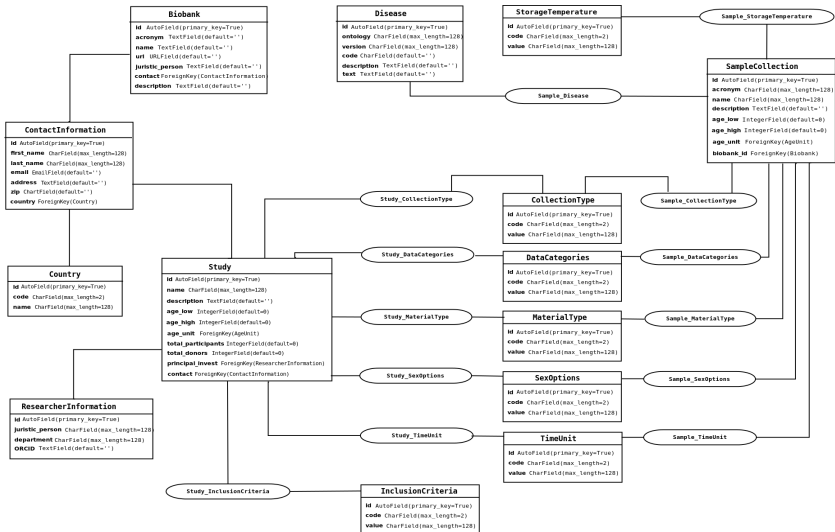 Biobank
id AutoField(primary_key=True)
acronym TextField(default='')
name TextField(default='')
url URLField(default='')
juristic_person TextField(default='')
contact ForeignKey(ContactInformation)
description TextField(default='')
Disease
id AutoField(primary_key=True)
ontology CharField(max_length=128)
version CharField(max_length=128)
code CharField(default='')
description TextField(default='')
text TextField(default='')
StorageTemperature
id AutoField(primary_key=True)
code CharField(max_length=2)
value CharField(max_length=128)
Sample_StorageTemperature
SampleCollection
id AutoField(primary_key=True)
acronym CharField(max_length=128)
name CharField(max_length=128)
description TextField(default='')
age_low IntegerField(default=0)
age_high IntegerField(default=0)
age_unit ForeignKey(AgeUnit)
biobank_id ForeignKey(Biobank)
Sample_Disease
ContactInformation
id AutoField(primary_key=True)
first_name CharField(max_length=128)
last_name CharField(max_length=128)
email EmailField(default='')
address TextField(default='')
zip ChartField(default='')
country ForeignKey(Country)
Study_CollectionType
CollectionType
id AutoField(primary_key=True)
code CharField(max_length=2)
value CharField(max_length=128)
Sample_CollectionType
Country
id AutoField(primary_key=True)
code CharField(max_length=2)
name CharField(max_length=128)
Study
id AutoField(primary_key=True)
name CharField(max_length=128)
description TextField(default='')
age_low IntegerField(default=0)
age_high IntegerField(default=0)
age_unit ForeignKey(AgeUnit)
total_participants IntegerField(default=0)
total_donors IntegerField(default=0)
principal_invest ForeignKey(ResearcherInformation)
contact ForeignKey(ContactInformation)
Study_DataCategories
DataCategories
id AutoField(primary_key=True)
code CharField(max_length=2)
value CharField(max_length=128)
Sample_DataCategories
Study_MaterialType
MaterialType
id AutoField(primary_key=True)
code CharField(max_length=2)
value CharField(max_length=128)
Sample_MaterialType
Study_SexOptions
SexOptions
id AutoField(primary_key=True)
code CharField(max_length=2)
value CharField(max_length=128)
Sample_SexOptions
ResearcherInformation
id AutoField(primary_key=True)
juristic_person CharField(max_length=128)
department CharField(max_length=128)
ORCID TextField(default='')
Study_TimeUnit
TimeUnit
id AutoField(primary_key=True)
code CharField(max_length=2)
value CharField(max_length=128)
Sample_TimeUnit
Study_InclusionCriteria
InclusionCriteria
id AutoField(primary_key=True)
code CharField(max_length=2)
value CharField(max_length=128)